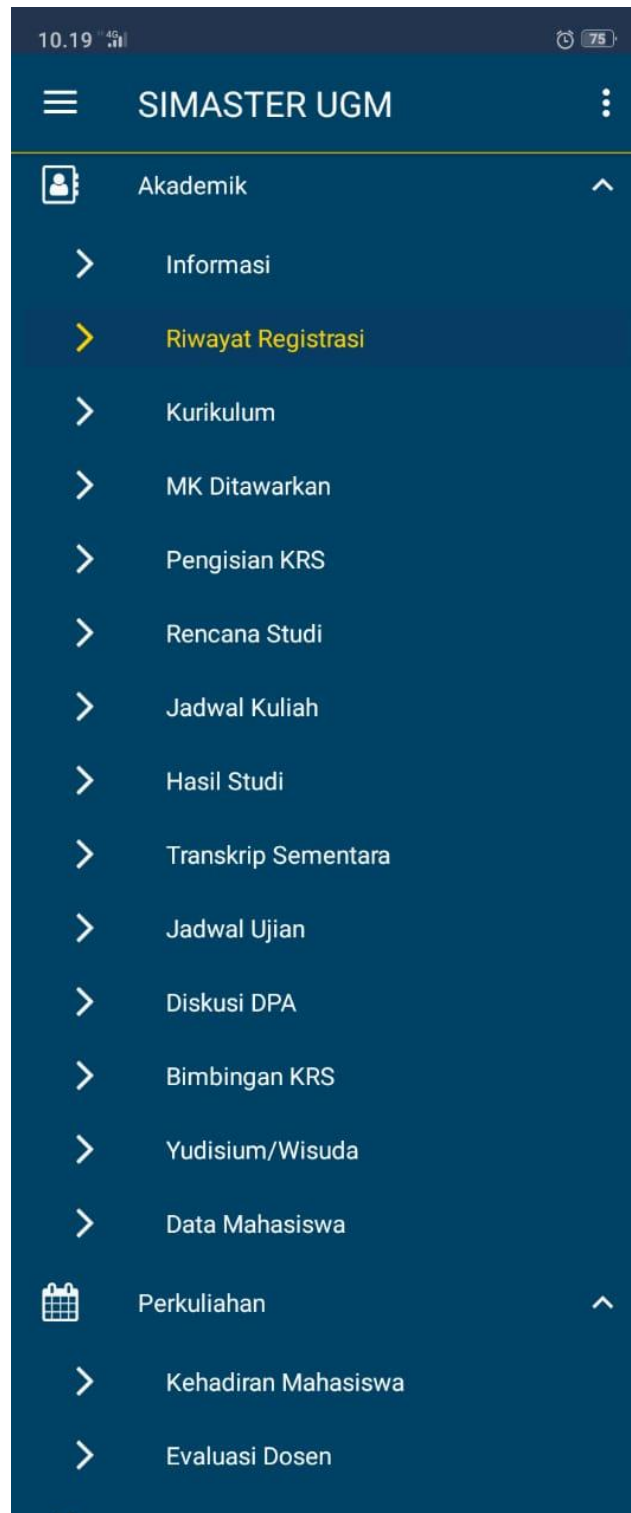 10.19 4G 75
SIMASTER UGM
Akademik
Informasi
Riwayat Registrasi
Kurikulum
MK Ditawarkan
Pengisian KRS
Rencana Studi
Jadwal Kuliah
Hasil Studi
Transkrip Sementara
Jadwal Ujian
Diskusi DPA
Bimbingan KRS
Yudisium/Wisuda
Data Mahasiswa
Perkuliahan
Kehadiran Mahasiswa
Evaluasi Dosen